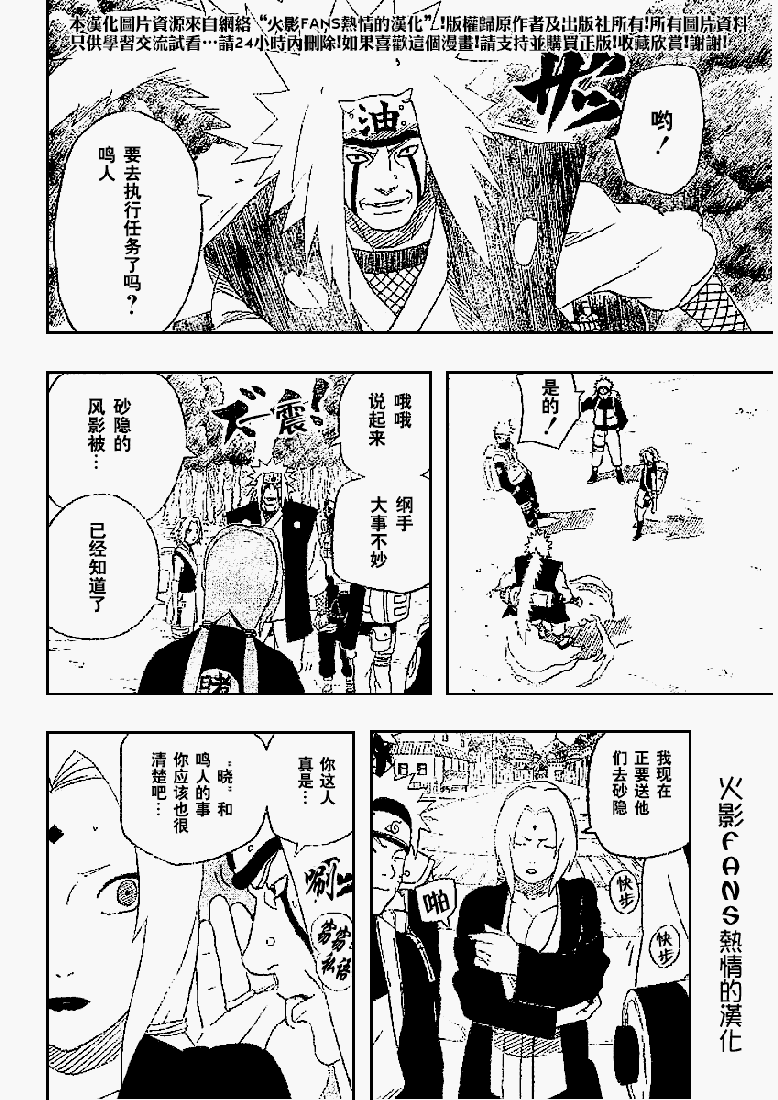 本漢化圖片資源來自網絡“火影FANS熱情的漢化”!版權歸原作者及出版社所有!所有圖片資料
只供學習交流試看…請24小時內刪除!如果喜歡這個漫畫!請支持並購買正版!收藏欣賞!謝謝!
哟!
油
要去执行任务了吗?
鸣人
是的!
哦哦
说起来
纲手
大事不妙
震!
砂隐的
风影被…
已经知道了
賭
我现在
正要送他
们去砂隐
快步
快步
啪
你这人
真是…
“晓”和
鸣人的事
你应该也很
清楚吧…
唰
私语
火影FANS熱情的漢化